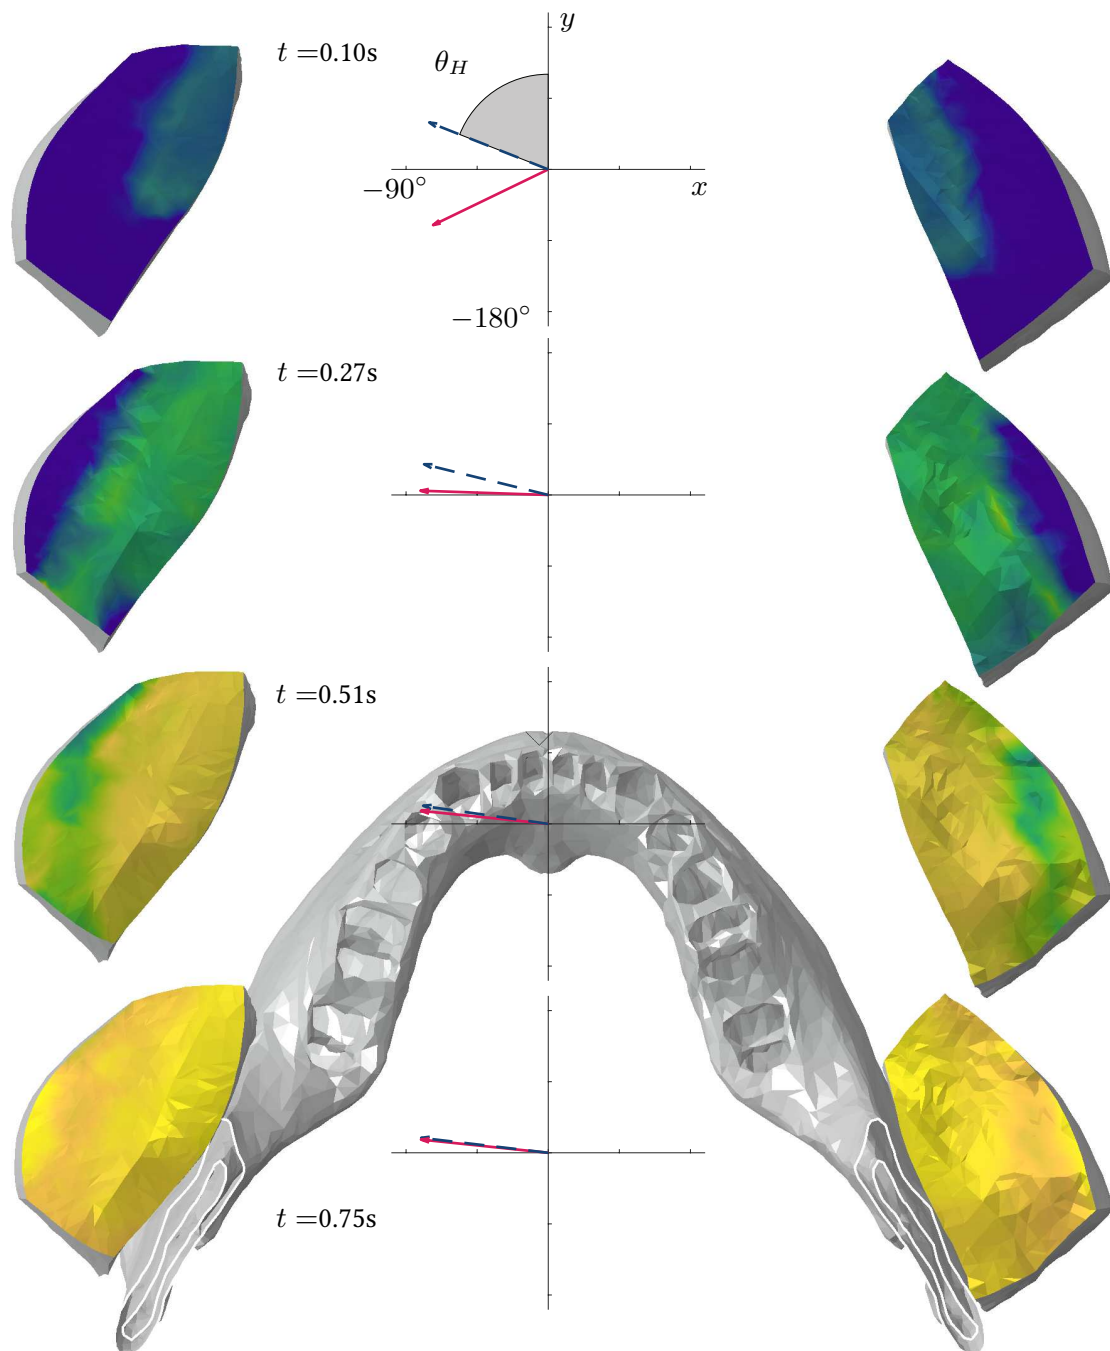 y
t =0.10s
θ_H
−90°
x
−180°
t =0.27s
t =0.51s
t =0.75s